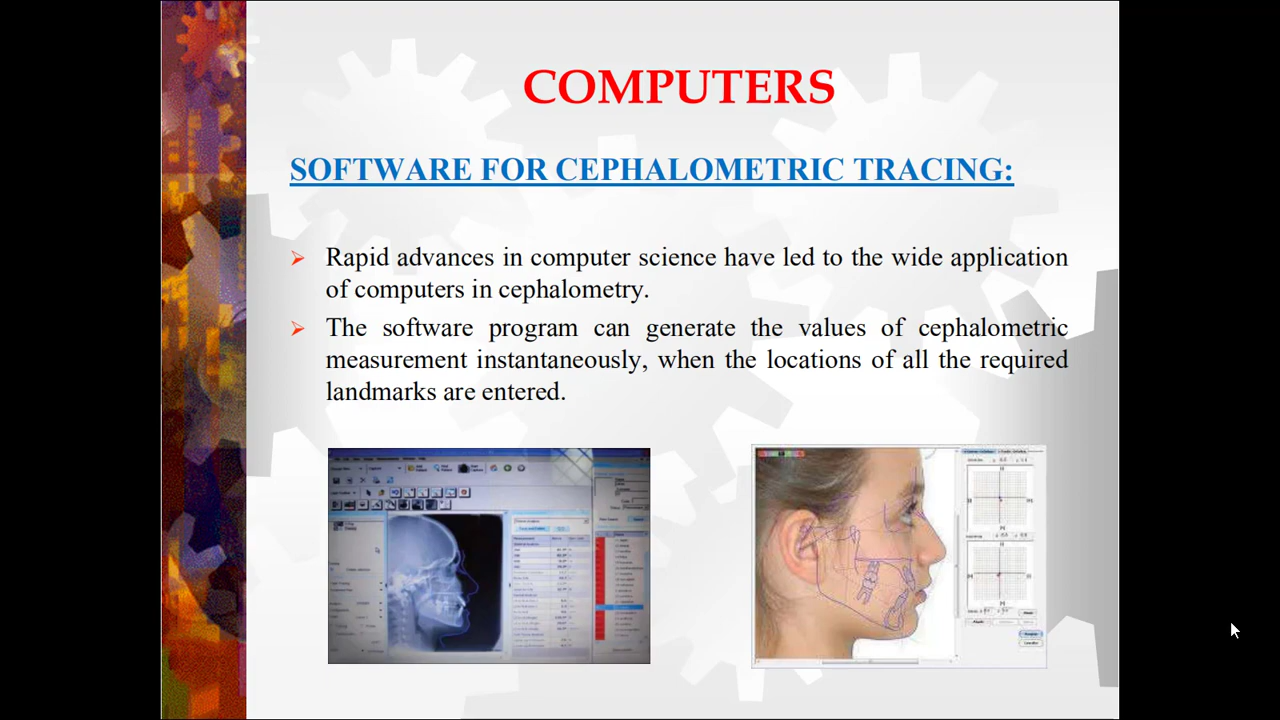 COMPUTERS
SOFTWARE FOR CEPHALOMETRIC TRACING:
Rapid advances in computer science have led to the wide application
of computers in cephalometry.
The software program can generate the values of cephalometric
measurement instantaneously, when the locations of all the required
landmarks are entered.